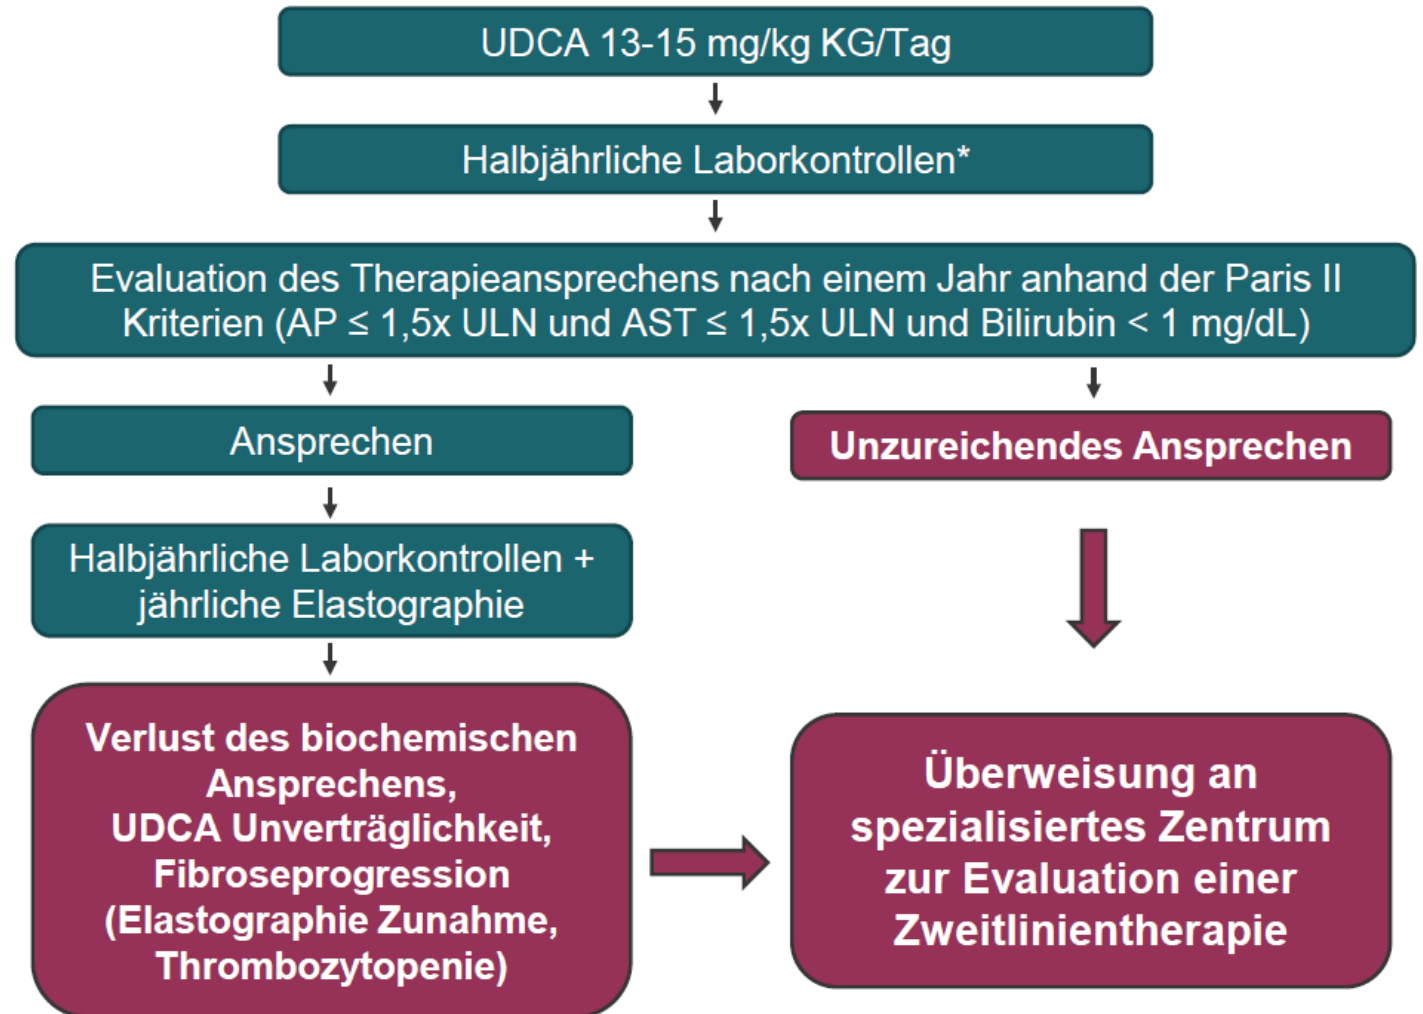 UDCA 13-15 mg/kg KG/Tag
Halbjährliche Laborkontrollen*
Evaluation des Therapieansprechens nach einem Jahr anhand der Paris II
Kriterien (AP ≤ 1,5x ULN und AST ≤ 1,5x ULN und Bilirubin < 1 mg/dL)
Ansprechen
Unzureichendes Ansprechen
Halbjährliche Laborkontrollen +
jährliche Elastographie
Verlust des biochemischen
Ansprechens,
UDCA Unverträglichkeit,
Fibroseprogression
(Elastographie Zunahme,
Thrombozytopenie)
Überweisung an
spezialisiertes Zentrum
zur Evaluation einer
Zweitlinientherapie